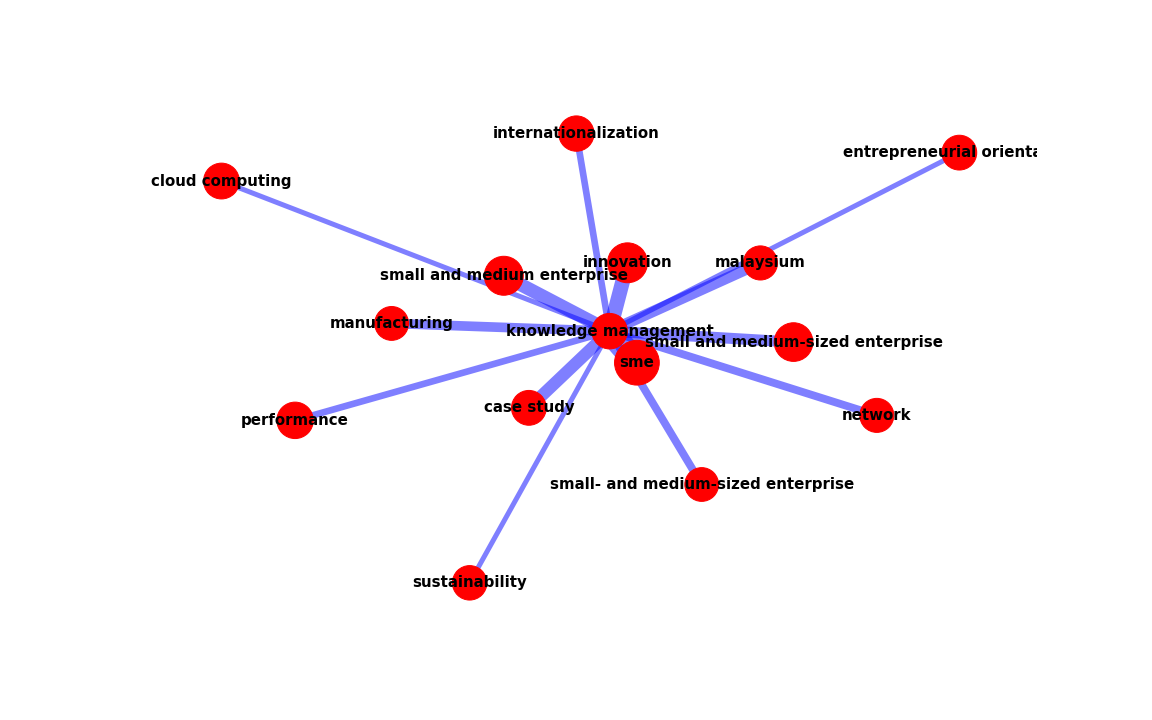 internationalization
entrepreneurial orienta
cloud computing
innovation
malaysium
small and medium enterprise
manufacturing
knowledge management
small and medium-sized enterprise
sme
case study
network
performance
small- and medium-sized enterprise
sustainability